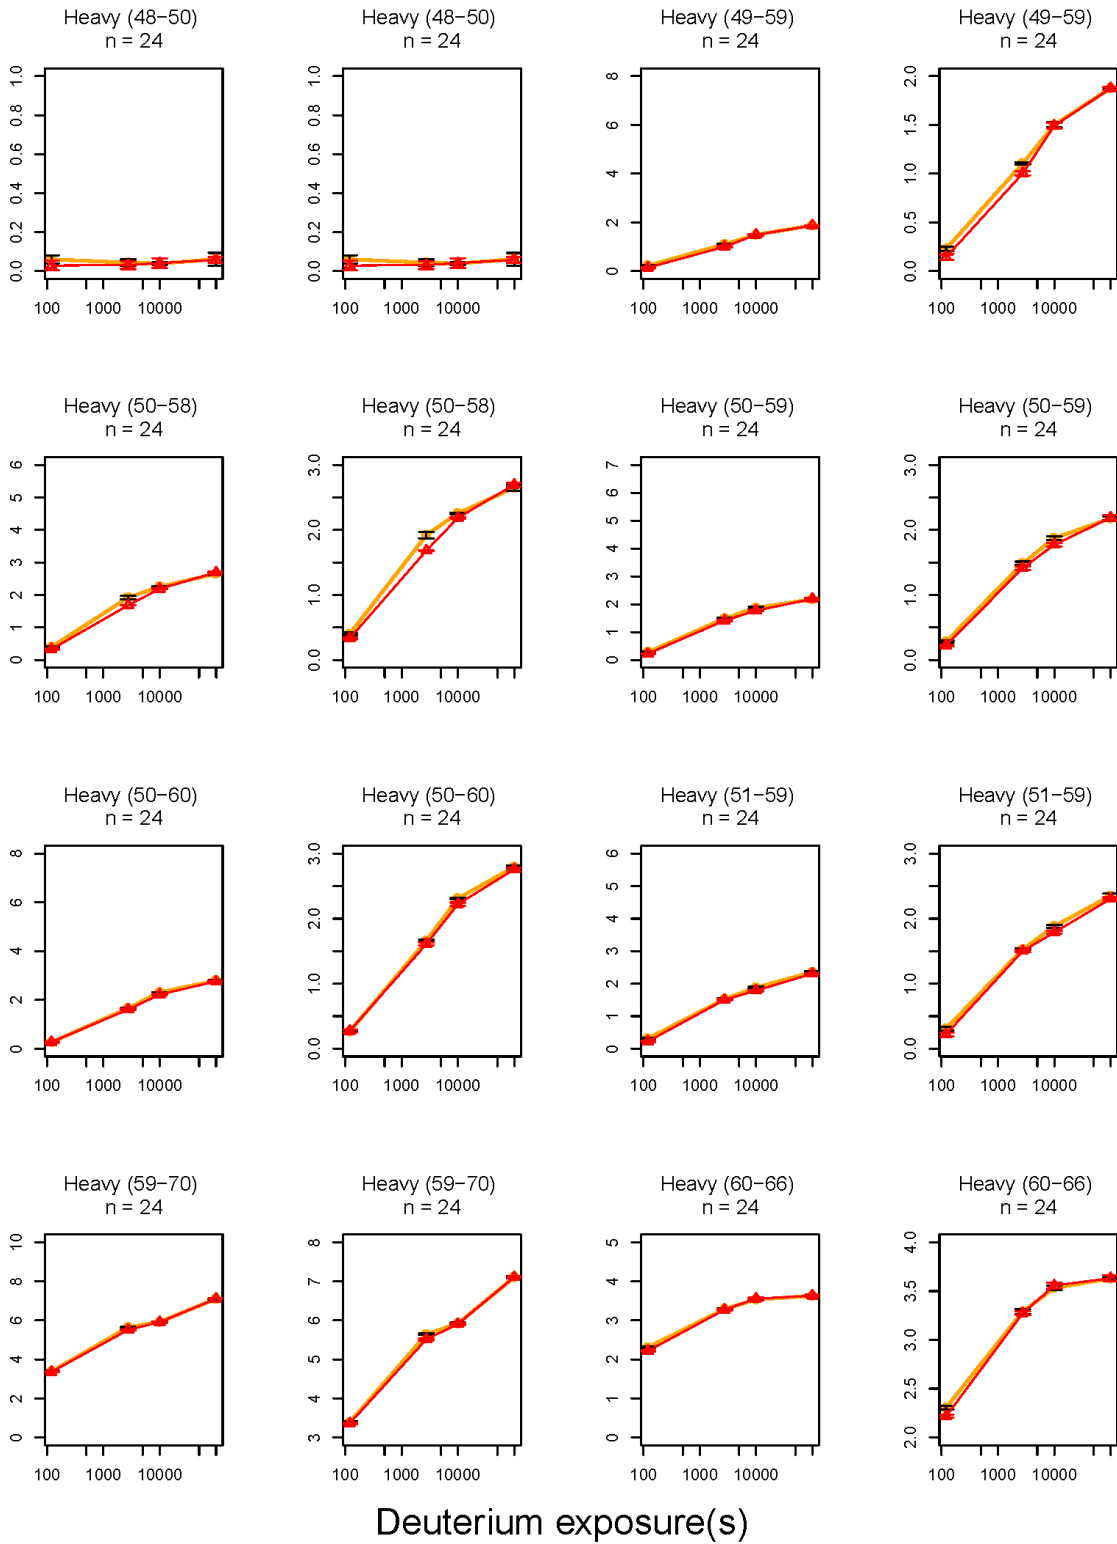 Heavy (48−50) Heavy (48−50) Heavy (49−59) Heavy (49−59)
n = 24 n = 24 n = 24 n = 24
0.0 0.2 0.4 0.6 0.8 1.0 0.0 0.2 0.4 0.6 0.8 1.0 0 2 4 6 8 0.0 0.5 1.0 1.5 2.0
100 1000 10000 100 1000 10000 100 1000 10000 100 1000 10000
Heavy (50−58) Heavy (50−58) Heavy (50−59) Heavy (50−59)
n = 24 n = 24 n = 24 n = 24
0 1 2 3 4 5 6 0.0 1.0 2.0 3.0 0 1 2 3 4 5 6 7 0.0 1.0 2.0 3.0
100 1000 10000 100 1000 10000 100 1000 10000 100 1000 10000
Heavy (50−60) Heavy (50−60) Heavy (51−59) Heavy (51−59)
n = 24 n = 24 n = 24 n = 24
0 2 4 6 8 0.0 1.0 2.0 3.0 0 1 2 3 4 5 6 0.0 1.0 2.0 3.0
100 1000 10000 100 1000 10000 100 1000 10000 100 1000 10000
Heavy (59−70) Heavy (59−70) Heavy (60−66) Heavy (60−66)
n = 24 n = 24 n = 24 n = 24
0 2 4 6 8 10 3 4 5 6 7 8 0 1 2 3 4 5 2.0 2.5 3.0 3.5 4.0
100 1000 10000 100 1000 10000 100 1000 10000 100 1000 10000
Deuterium exposure(s)